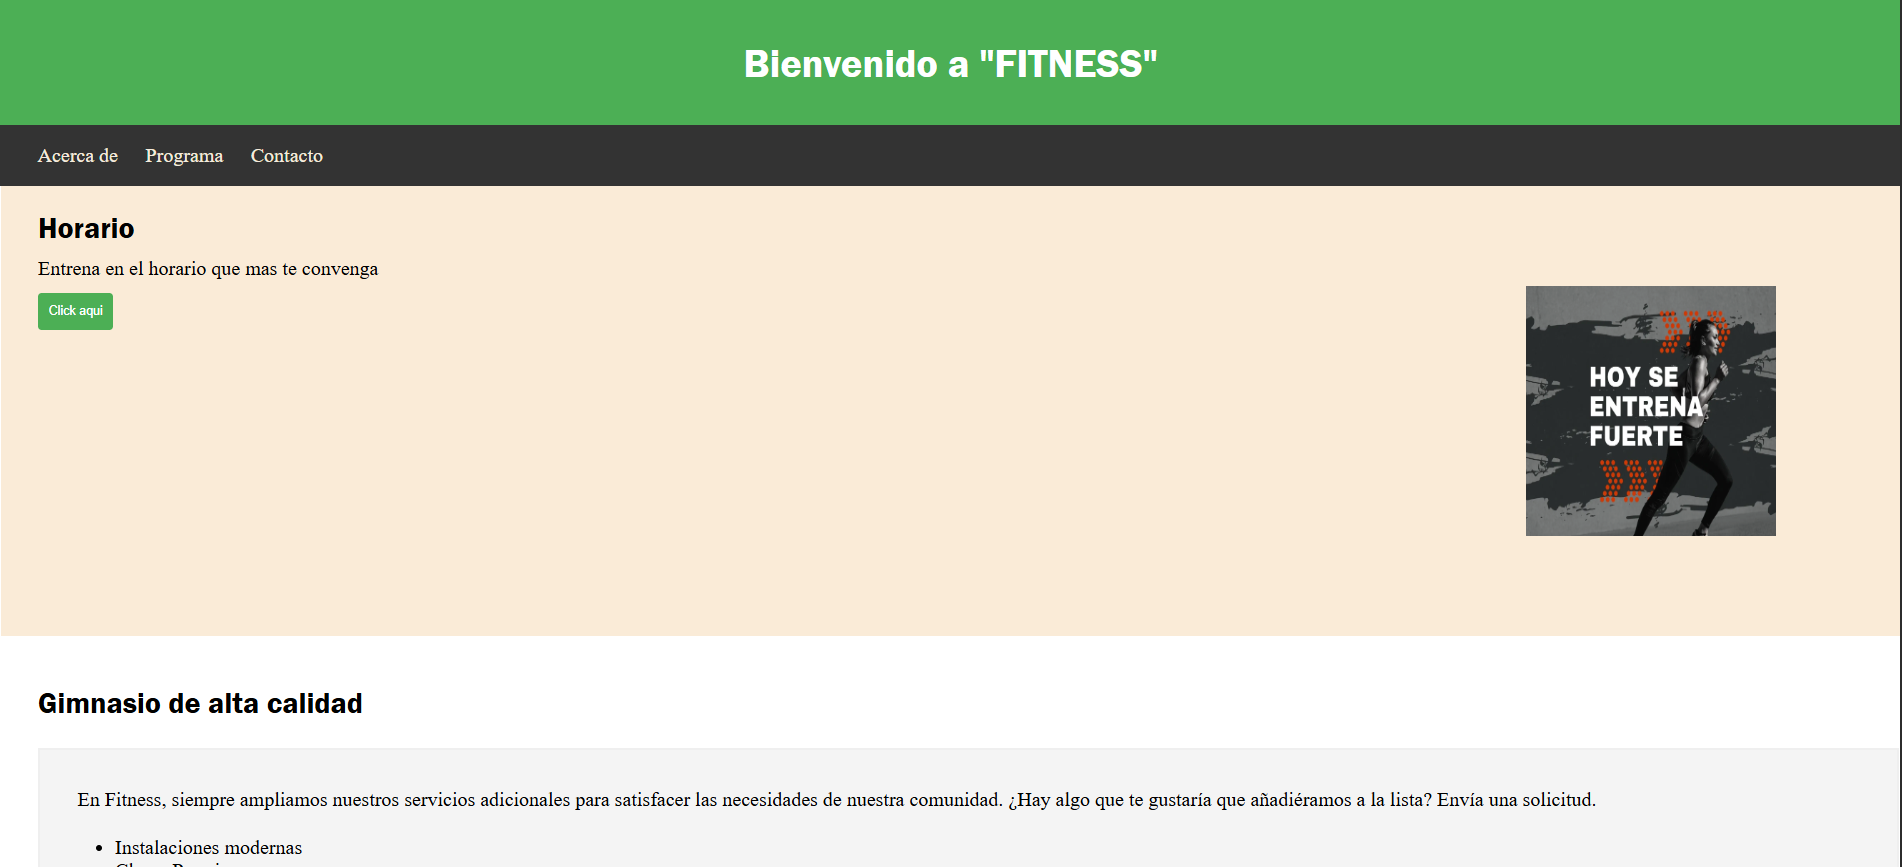 Bienvenido a "FITNESS"
Acerca de Programa Contacto
Horario
Entrena en el horario que mas te convenga
Click aqui
HOY SE
ENTRENA
FUERTE
Gimnasio de alta calidad
En Fitness, siempre ampliamos nuestros servicios adicionales para satisfacer las necesidades de nuestra comunidad. ¿Hay algo que te gustaría que añadiéramos a la lista? Envía una solicitud.
Instalaciones modernas